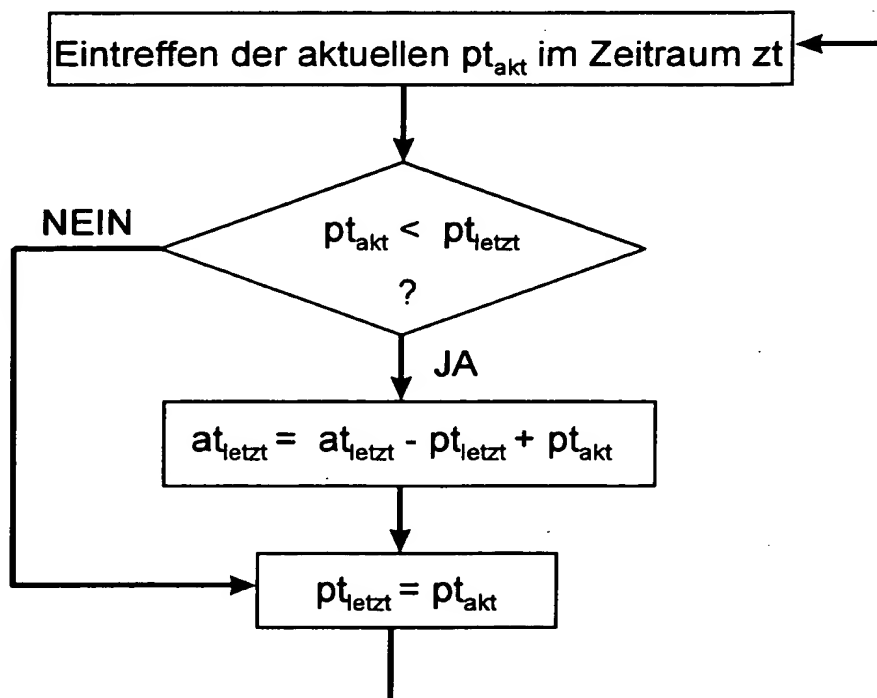 Eintreffen der aktuellen pt_akt im Zeitraum zt
NEIN
pt_akt < pt_letzt
?
JA
at_letzt = at_letzt - pt_letzt + pt_akt
pt_letzt = pt_akt